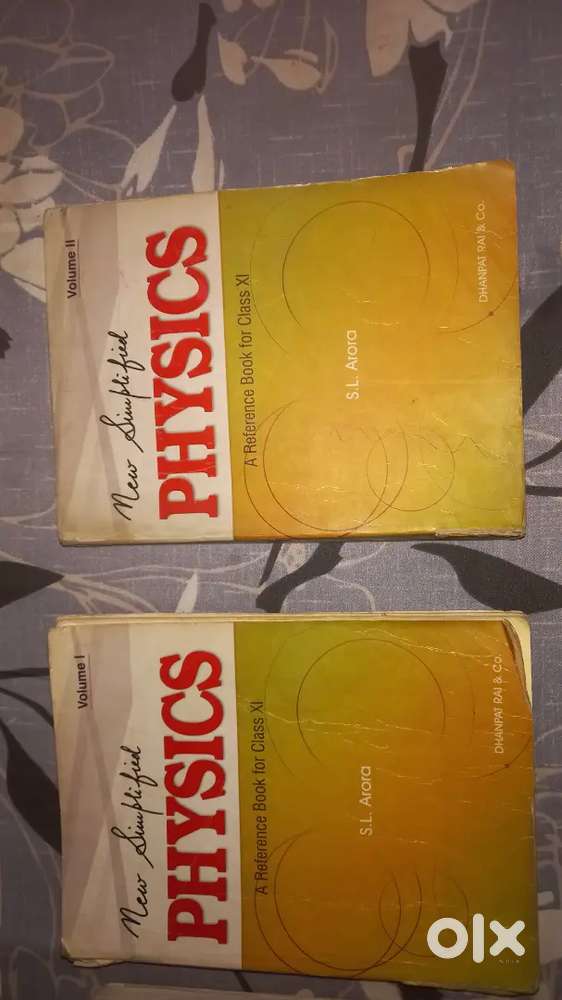 Volume II
New Simplified
PHYSICS
A Reference Book for Class XI
S.L. Arora
DHANPAT RAI & Co.
Volume I
New Simplified
PHYSICS
A Reference Book for Class XI
S.L. Arora
DHANPAT RAI & Co.
olx
INDIA